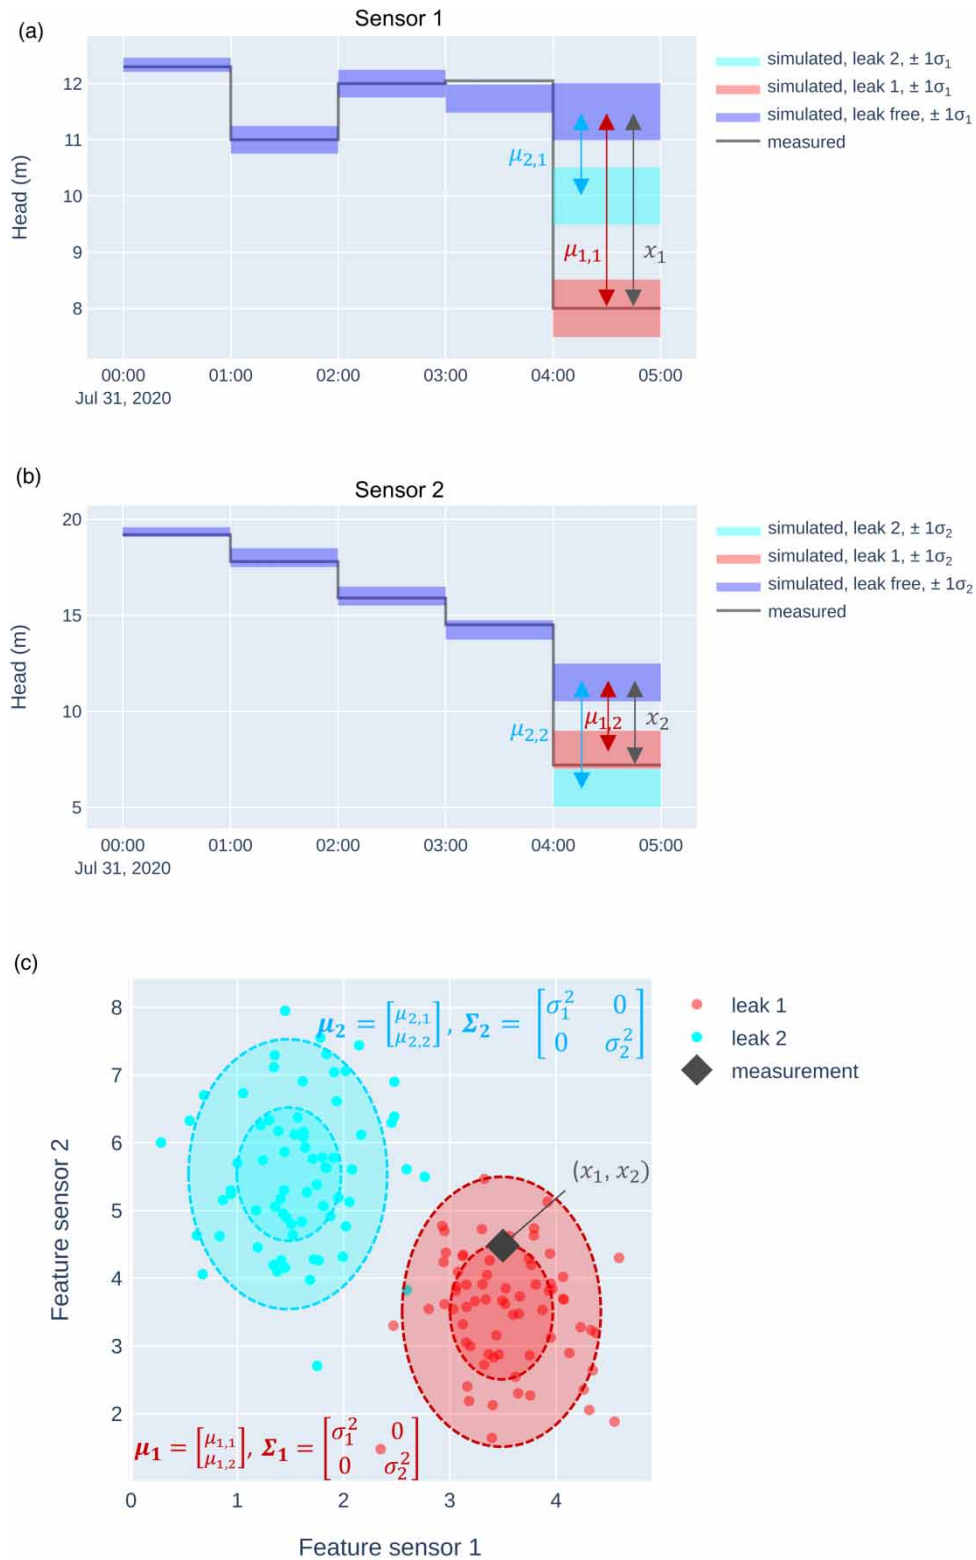 (a)
Sensor 1
Head (m)
12
11
10
9
8
μ2,1
μ1,1
x1
00:00 01:00 02:00 03:00 04:00 05:00
Jul 31, 2020
simulated, leak 2, ± 1σ1
simulated, leak 1, ± 1σ1
simulated, leak free, ± 1σ1
measured
(b)
Sensor 2
Head (m)
20
15
10
5
μ2,2
μ1,2
x2
00:00 01:00 02:00 03:00 04:00 05:00
Jul 31, 2020
simulated, leak 2, ± 1σ2
simulated, leak 1, ± 1σ2
simulated, leak free, ± 1σ2
measured
(c)
Feature sensor 2
8
7
6
5
4
3
2
μ2 = [μ2,1 μ2,2], Σ2 = [σ1² 0 0 σ2²]
(x1, x2)
μ1 = [μ1,1 μ1,2], Σ1 = [σ1² 0 0 σ2²]
0 1 2 3 4
Feature sensor 1
leak 1
leak 2
measurement